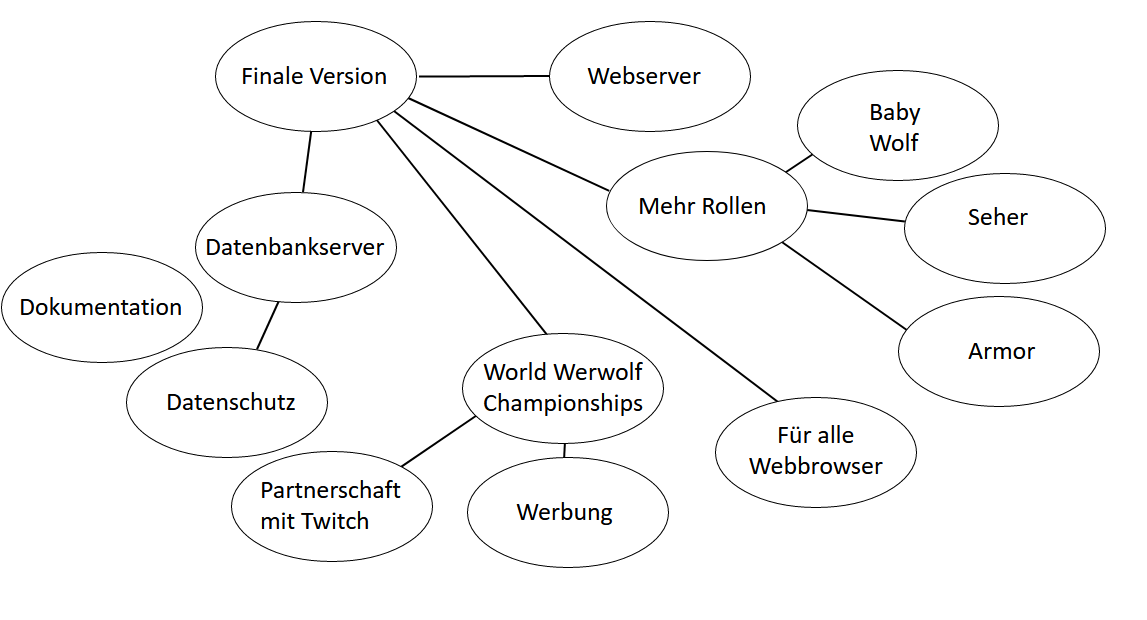 Finale Version
Webserver
Baby
Wolf
Mehr Rollen
Seher
Datenbankserver
Dokumentation
Armor
World Werwolf
Championships
Datenschutz
Für alle
Webbrowser
Partnerschaft
mit Twitch
Werbung